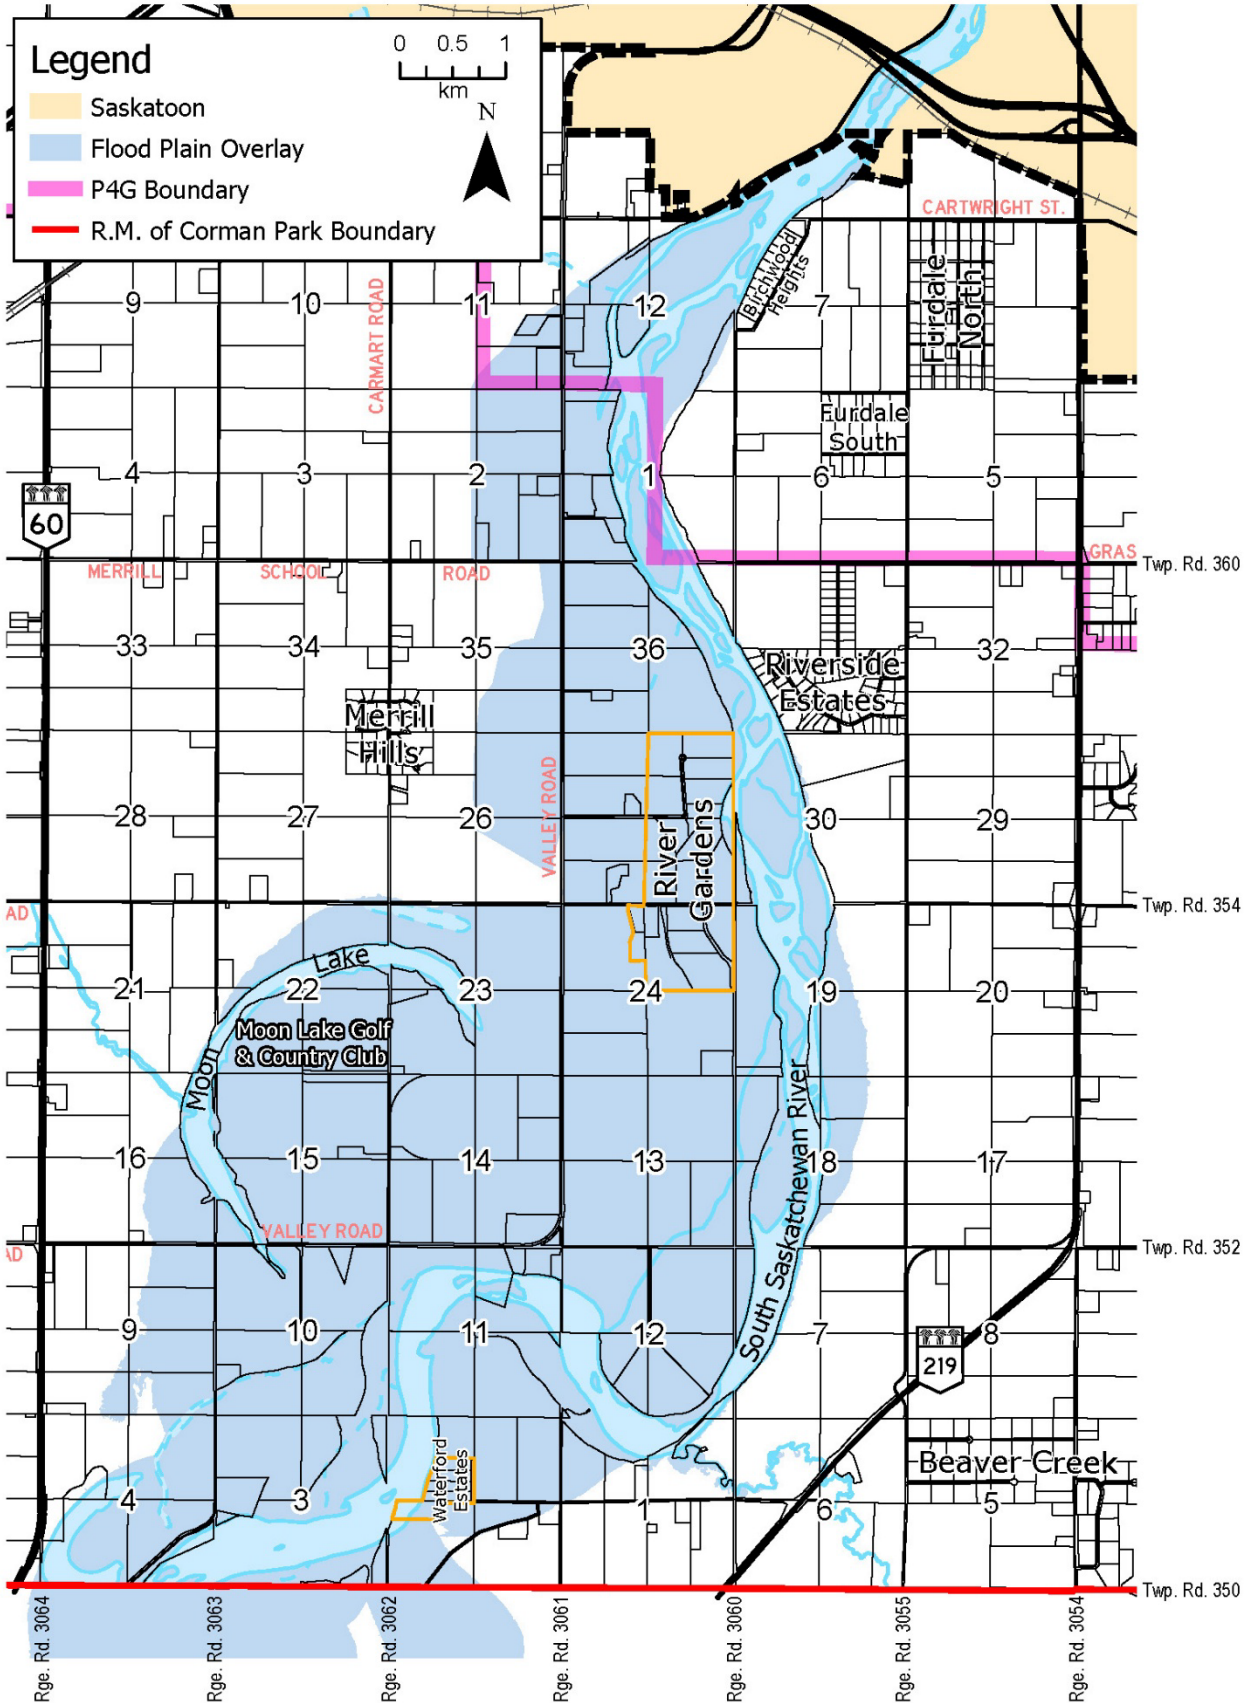 Legend
0 0.5 1
km
N
Saskatoon
Flood Plain Overlay
P4G Boundary
R.M. of Corman Park Boundary
CARTWRIGHT ST.
Birchwood
Heights
Furdale
North
CARMART ROAD
9
10
11
12
7
Furdale
South
4
3
2
1
6
5
60
MERRILL
SCHOOL
ROAD
GRAS
Twp. Rd. 360
33
34
35
36
32
Riverside
Estates
Merrill
Hills
VALLEY ROAD
River
Gardens
28
27
26
30
29
AD
Twp. Rd. 354
Moon
Lake
21
22
23
24
19
20
Moon Lake Golf
& Country Club
South Saskatchewan River
16
15
14
13
18
17
VALLEY ROAD
AD
Twp. Rd. 352
9
10
11
12
7
8
219
Waterford
Estates
Beaver Creek
4
3
1
6
5
Twp. Rd. 350
Rge. Rd. 3064
Rge. Rd. 3063
Rge. Rd. 3062
Rge. Rd. 3061
Rge. Rd. 3060
Rge. Rd. 3055
Rge. Rd. 3054